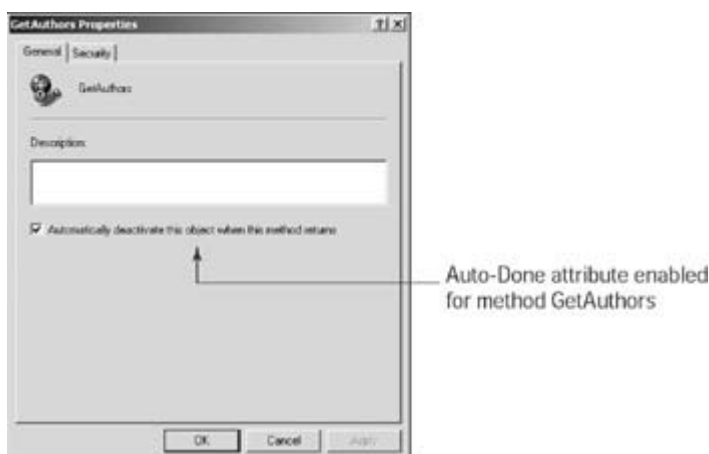 GetAuthors Properties
General Security
GetAuthors
Description:
Automatically deactivate this object when this method returns
Auto-Done attribute enabled
for method GetAuthors
OK Cancel Apply